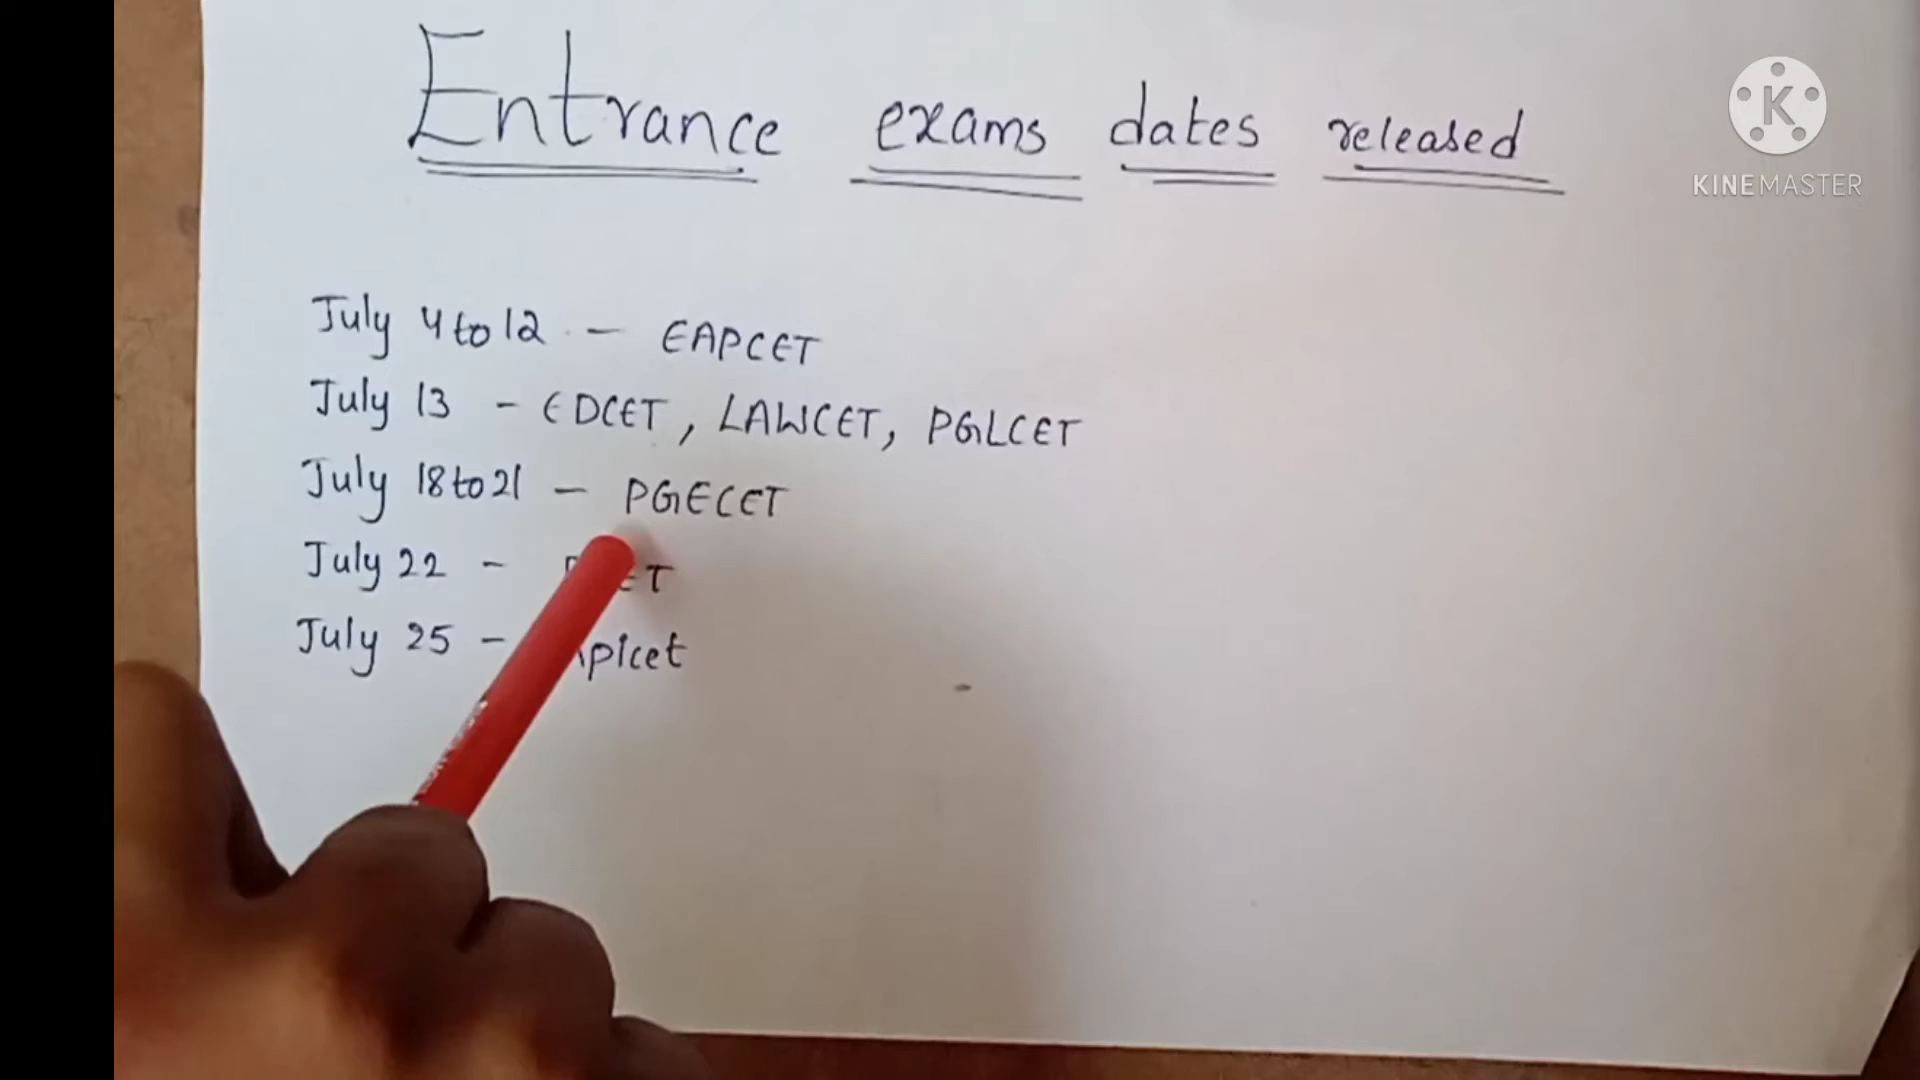 Entrance exams dates released
KINEMASTER
July 4 to 12 - EAPCET
July 13 - EDCET, LAWCET, PGLCET
July 18 to 21 - PGECET
July 22 -
July 25 -